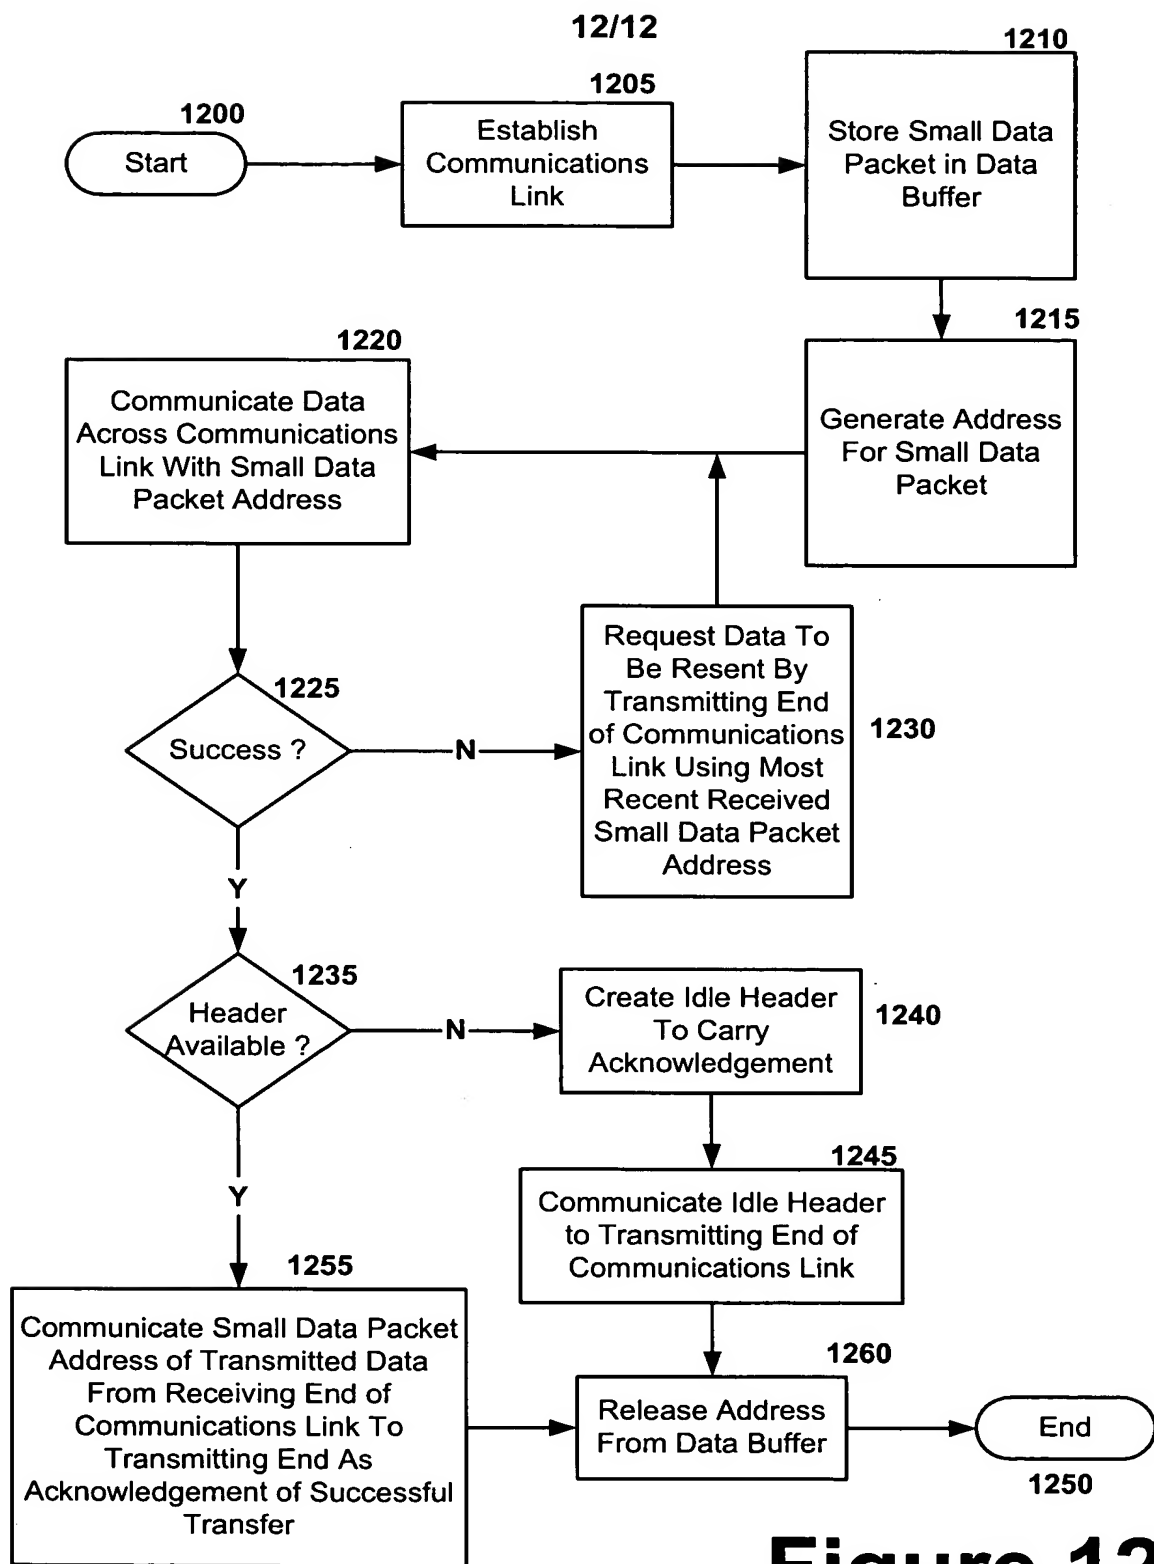 12/12
1200
Start
1205
Establish
Communications
Link
1210
Store Small Data
Packet in Data
Buffer
1215
Generate Address
For Small Data
Packet
1220
Communicate Data
Across Communications
Link With Small Data
Packet Address
1225
Success ?
N
1230
Request Data To
Be Resent By
Transmitting End
of Communications
Link Using Most
Recent Received
Small Data Packet
Address
Y
1235
Header
Available ?
N
1240
Create Idle Header
To Carry
Acknowledgement
1245
Communicate Idle Header
to Transmitting End of
Communications Link
Y
1255
Communicate Small Data Packet
Address of Transmitted Data
From Receiving End of
Communications Link To
Transmitting End As
Acknowledgement of Successful
Transfer
1260
Release Address
From Data Buffer
End
1250
Figure 12